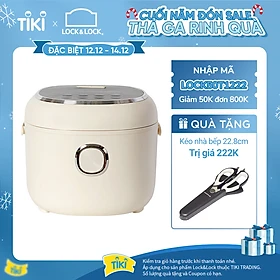 TIKI
LOCK&LOCK
CUỐI NĂM ĐÓN SALE
THẢ GA RINH QUÀ
ĐẶC BIỆT 12.12 - 14.12
NHẬP MÃ
LOCKBOT1222
Giảm 50K đơn 800K
QUÀ TẶNG
Kéo nhà bếp 22.8cm
Trị giá 222K
TIKI
Kiểm tra giỏ hàng trước khi thanh toán nhé.
Áp dụng cho sản phẩm Lock&Lock thuộc TIKI TRADING.
Số lượng quà tặng và Coupon có hạn.